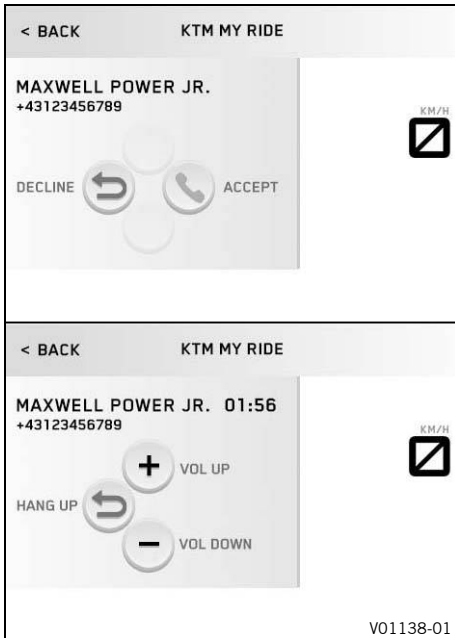 < BACK KTM MY RIDE
MAXWELL POWER JR.
+43123456789
KM/H
DECLINE ACCEPT
< BACK KTM MY RIDE
MAXWELL POWER JR. 01:56
+43123456789
KM/H
+ VOL UP
HANG UP
− VOL DOWN
V01138-01